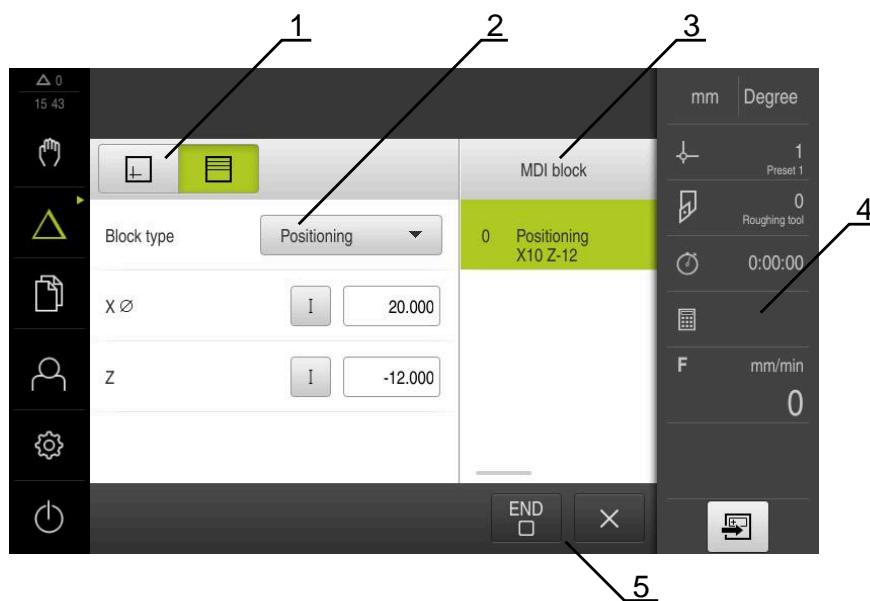 1 2 3
0
15 43
mm Degree
1
Preset 1
MDI block
0
Roughing tool
4
Block type Positioning
0 Positioning
X10 Z-12
0:00:00
X Ø I 20.000
F mm/min
Z I -12.000
0
END
5